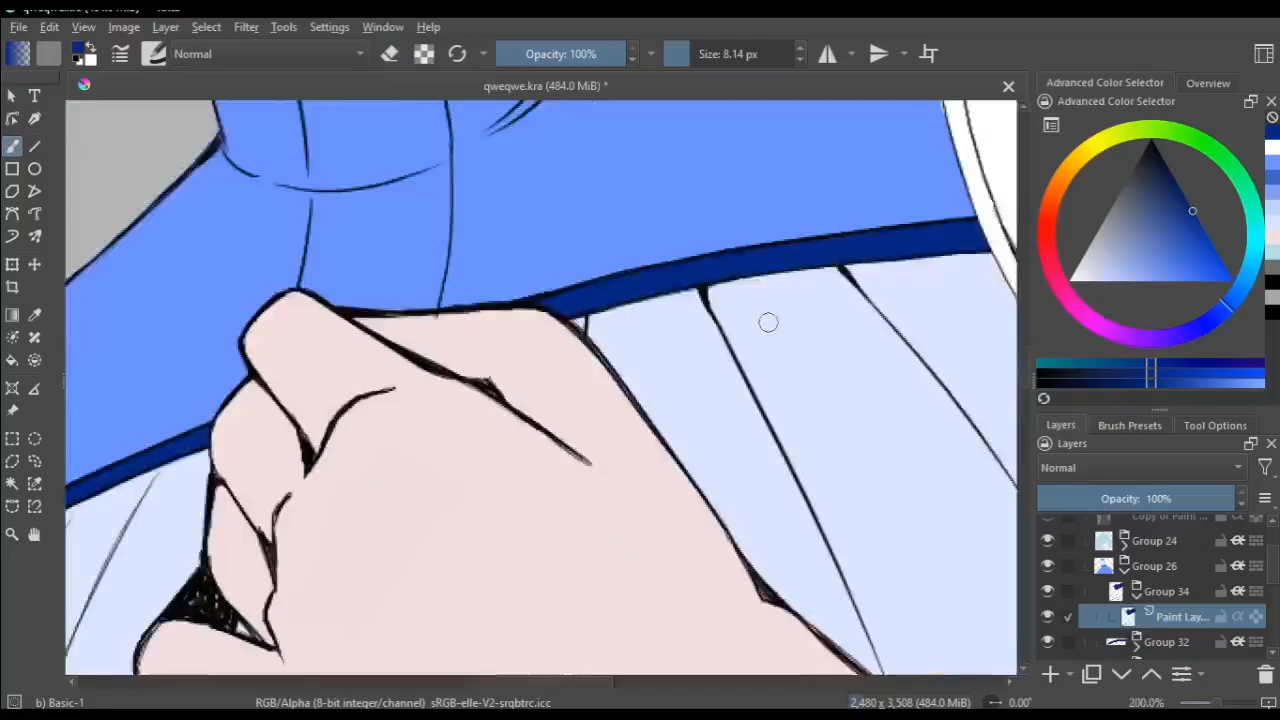 File Edit View Image Layer Select Filter Tools Settings Window Help
Normal Opacity: 100% Size: 8.14 px
qweqwe.kra (484.0 MiB) *
Advanced Color Selector Overview
Advanced Color Selector
Layers Brush Presets Tool Options
Layers
Normal
Opacity: 100%
Copy of Paint ...
Group 24
Group 26
Group 34
Paint Lay...
Group 32
b) Basic-1 RGB/Alpha (8-bit integer/channel) sRGB-elle-V2-srgbtrc.icc 2,480 x 3,508 (484.0 MiB) 0.00° 200.0%